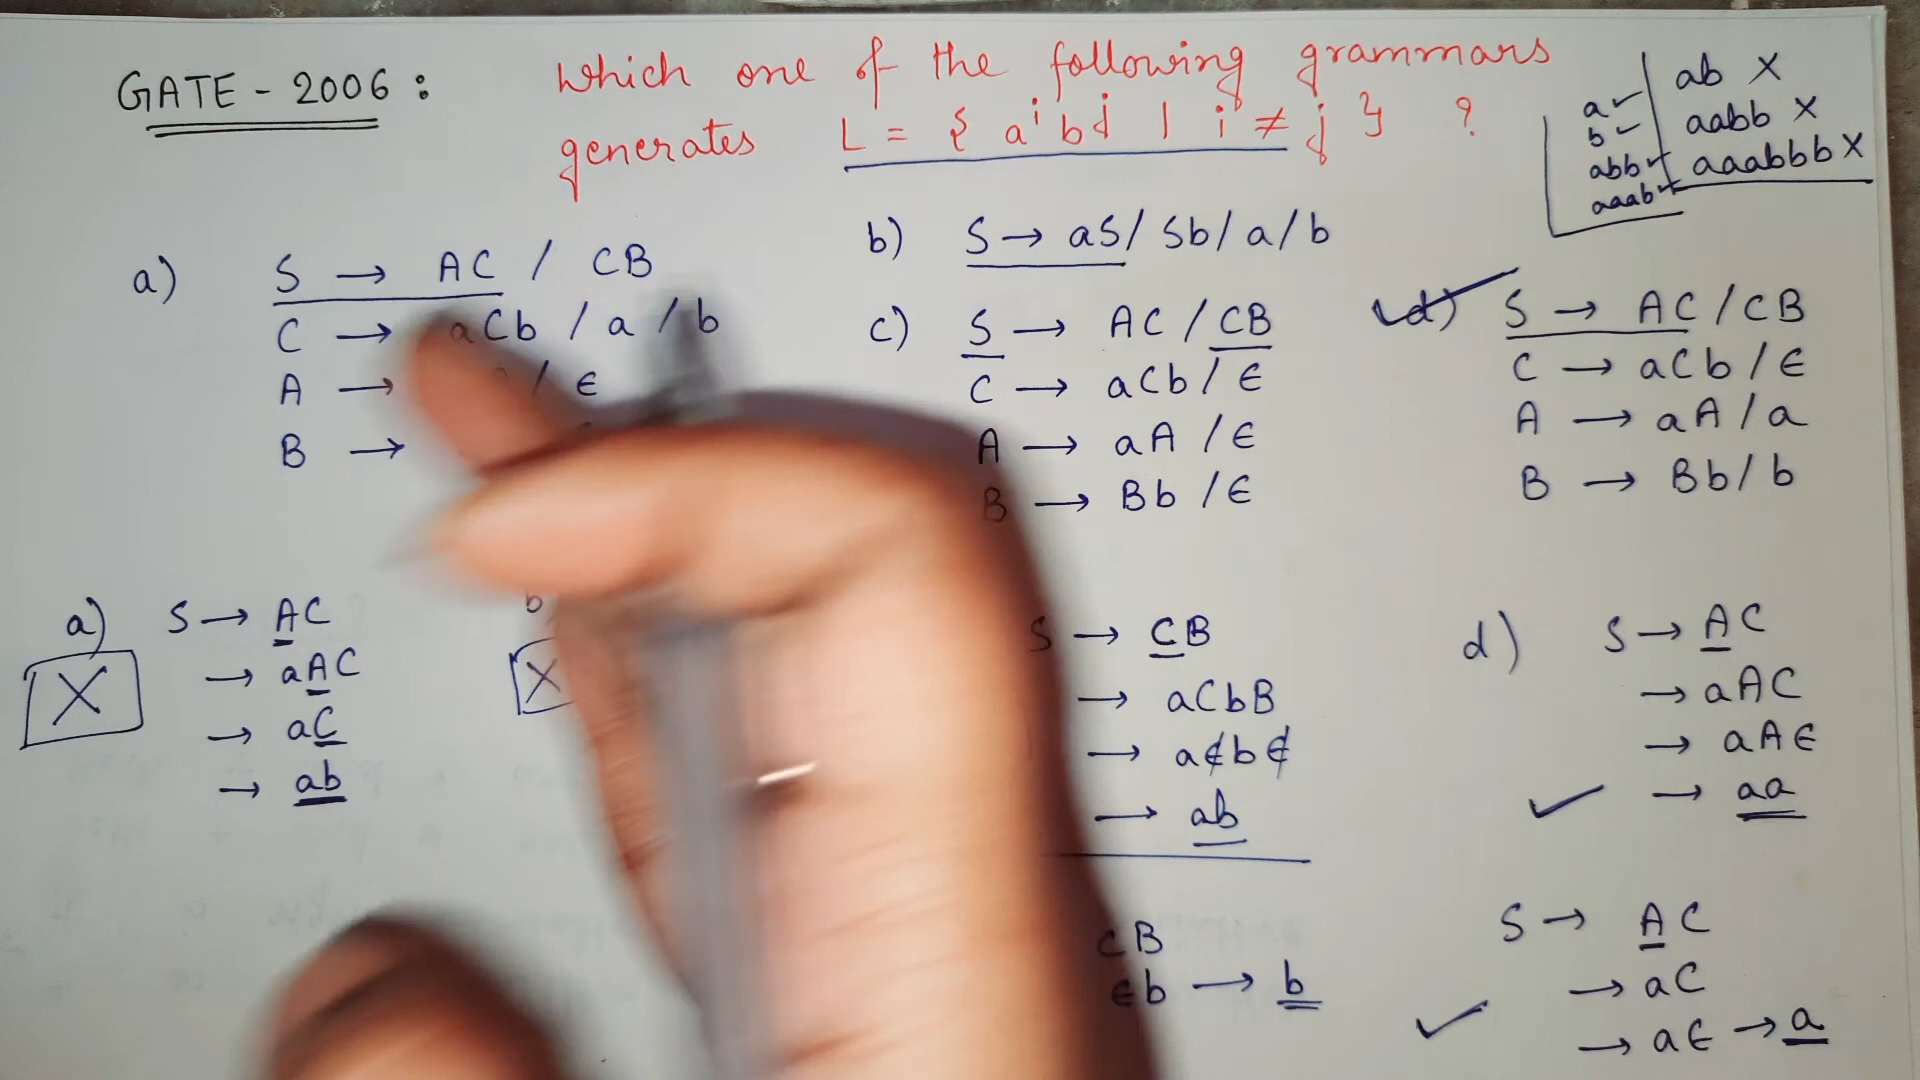 GATE - 2006 :
Which one of the following grammars
generates L = { a^i b^j | i ≠ j } ?
a ✓
b ✓
abb ✓
aaab ✓
ab X
aabb X
aaabbb X
a) S → AC / CB
C → aCb / a / b
A → / ε
B →
b) S → aS / Sb / a / b
c) S → AC / CB
C → aCb / ε
A → aA / ε
B → Bb / ε
d) S → AC / CB
C → aCb / ε
A → aA / a
B → Bb / b
a) S → AC
→ aAC
→ aC
→ ab
X
b
X
S → CB
→ aCbB
→ aεbε
→ ab
CB
εb → b
d) S → AC
→ aAC
→ aAε
✓ → aa
S → AC
→ aC
✓ → aε → a